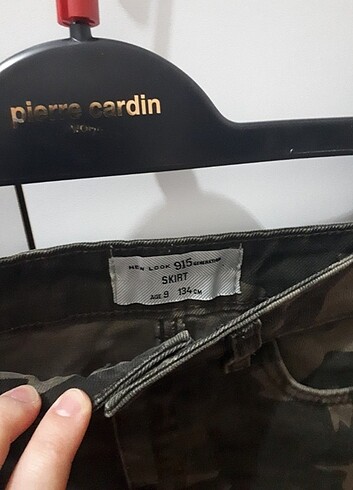 pierre cardin
NEW LOOK 915 GENERATION
SKIRT
AGE 9 134 CM